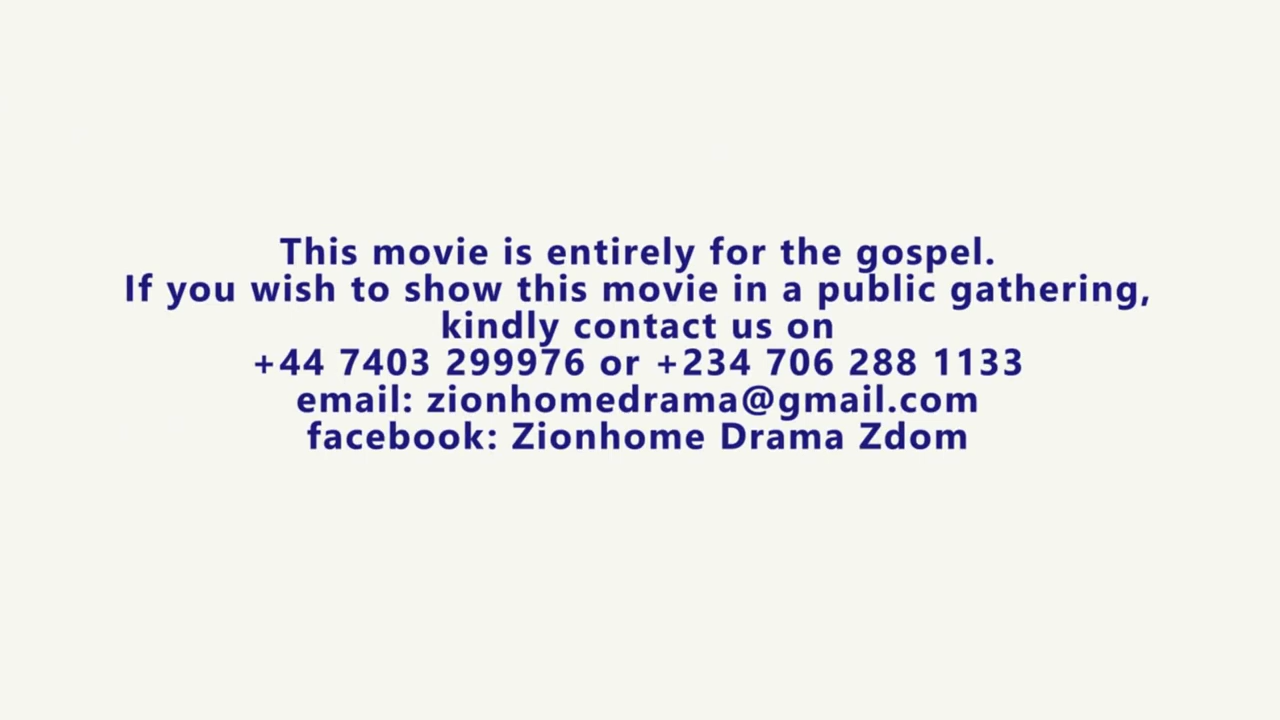 This movie is entirely for the gospel.
If you wish to show this movie in a public gathering,
kindly contact us on
+44 7403 299976 or +234 706 288 1133
email: zionhomedrama@gmail.com
facebook: Zionhome Drama Zdom